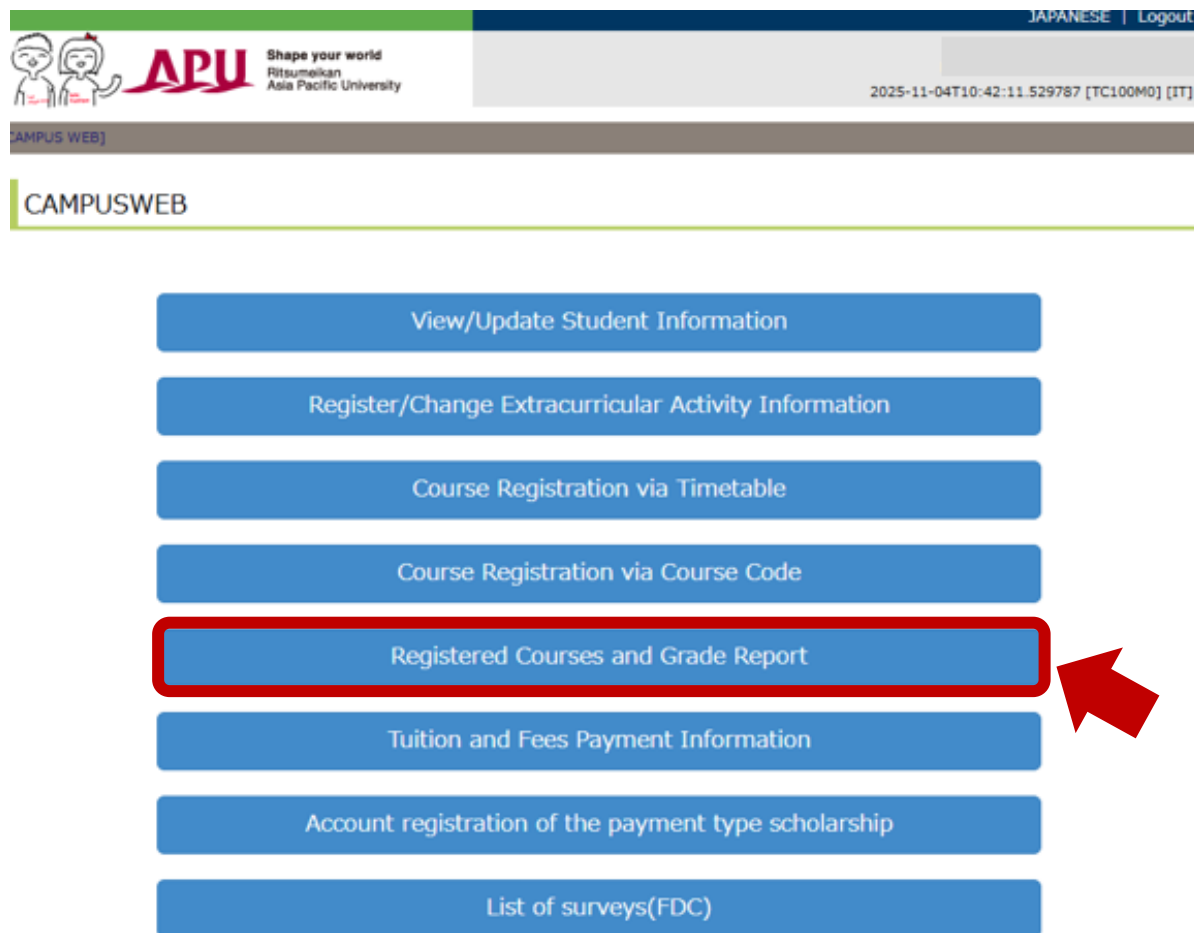 JAPANESE | Logout
APU
Shape your world
Ritsumeikan
Asia Pacific University
2025-11-04T10:42:11.529787 [TC100M0] [IT]
CAMPUS WEB]
CAMPUSWEB
View/Update Student Information
Register/Change Extracurricular Activity Information
Course Registration via Timetable
Course Registration via Course Code
Registered Courses and Grade Report
Tuition and Fees Payment Information
Account registration of the payment type scholarship
List of surveys(FDC)